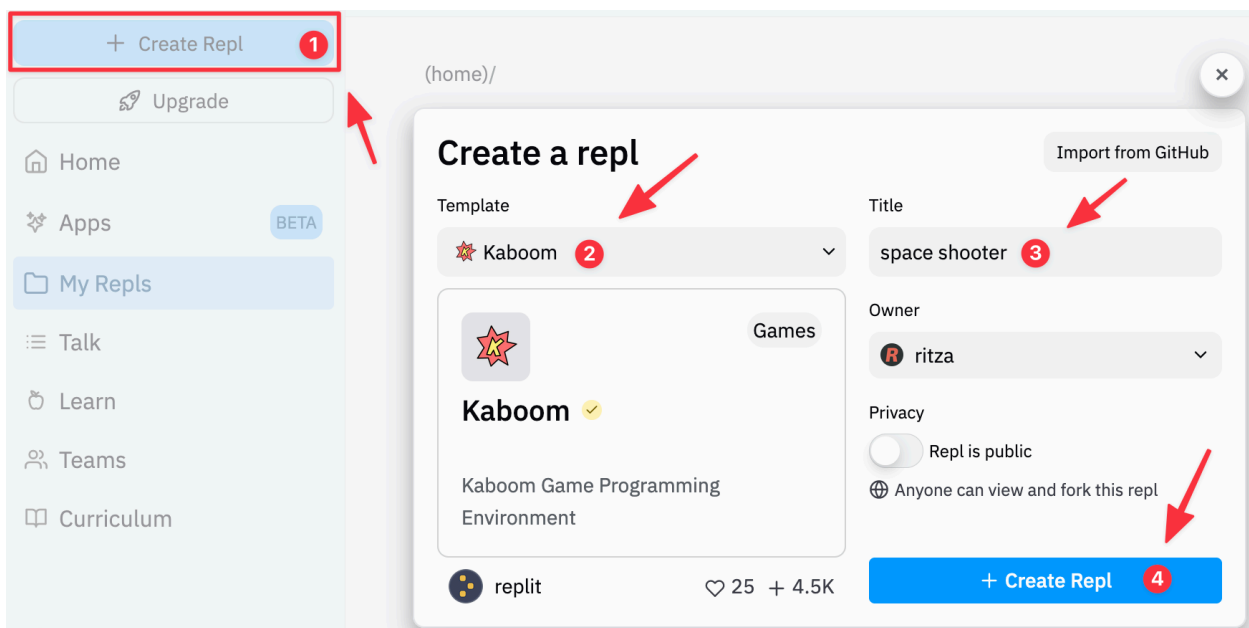 + Create Repl 1
Upgrade
Home
Apps BETA
My Repls
Talk
Learn
Teams
Curriculum
(home)/
Create a repl
Import from GitHub
Template
Kaboom 2
Games
Kaboom
Kaboom Game Programming
Environment
replit 25 + 4.5K
Title
space shooter 3
Owner
R ritza
Privacy
Repl is public
Anyone can view and fork this repl
+ Create Repl 4